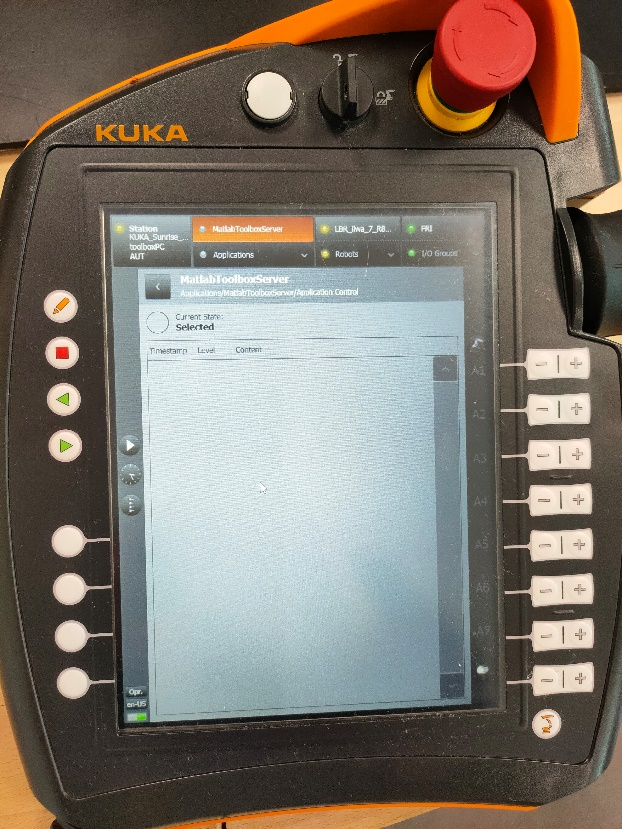 KUKA
Station
KUKA_Sunrise_...
toolboxPC
AUT
MatlabToolboxServer
LBR_iiwa_7_R8...
FRI
Applications
Robots
I/O Groups
MatlabToolboxServer
Applications/MatlabToolboxServer/Application Control
Current State:
Selected
Timestamp Level Content
A1
A2
A3
A4
A5
A6
A7
Opr.
en-US